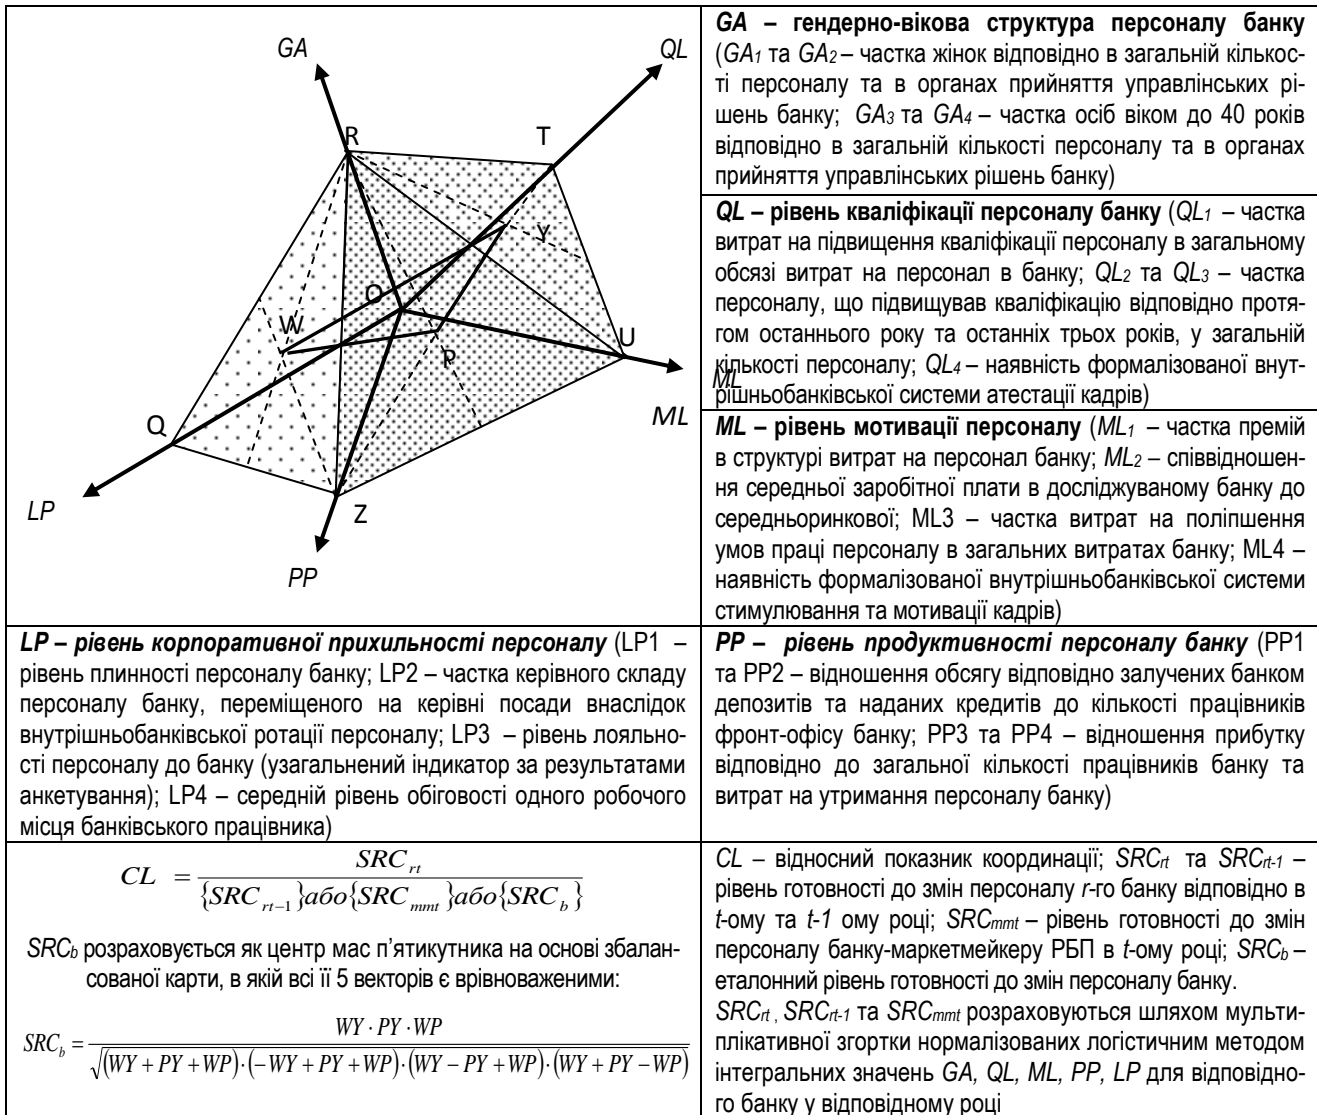 GA
QL
R
T
Y
O
W
U
P
Q
ML
LP
Z
PP
GA – гендерно-вікова структура персоналу банку
(GA1 та GA2 – частка жінок відповідно в загальній кількос-
ті персоналу та в органах прийняття управлінських рі-
шень банку; GA3 та GA4 – частка осіб віком до 40 років
відповідно в загальній кількості персоналу та в органах
прийняття управлінських рішень банку)
QL – рівень кваліфікації персоналу банку (QL1 – частка
витрат на підвищення кваліфікації персоналу в загальному
обсязі витрат на персонал в банку; QL2 та QL3 – частка
персоналу, що підвищував кваліфікацію відповідно протя-
гом останнього року та останніх трьох років, у загальній
кількості персоналу; QL4 – наявність формалізованої внут-
ML
рішньобанківської системи атестації кадрів)
ML – рівень мотивації персоналу (ML1 – частка премій
в структурі витрат на персонал банку; ML2 – співвідношен-
ня середньої заробітної плати в досліджуваному банку до
середньоринкової; ML3 – частка витрат на поліпшення
умов праці персоналу в загальних витратах банку; ML4 –
наявність формалізованої внутрішньобанківської системи
стимулювання та мотивації кадрів)
LP – рівень корпоративної прихильності персоналу (LP1 –
рівень плинності персоналу банку; LP2 – частка керівного складу
персоналу банку, переміщеного на керівні посади внаслідок
внутрішньобанківської ротації персоналу; LP3 – рівень лояльно-
сті персоналу до банку (узагальнений індикатор за результатами
анкетування); LP4 – середній рівень обіговості одного робочого
місця банківського працівника)
PP – рівень продуктивності персоналу банку (PP1
та PP2 – відношення обсягу відповідно залучених банком
депозитів та наданих кредитів до кількості працівників
фронт-офісу банку; PP3 та PP4 – відношення прибутку
відповідно до загальної кількості працівників банку та
витрат на утримання персоналу банку)
CL = SRC_rt / {SRC_rt–1} або {SRC_mmt} або {SRC_b}
SRCb розраховується як центр мас п’ятикутника на основі збалан-
сованої карти, в якій всі її 5 векторів є врівноваженими:
SRC_b = WY · PY · WP / √((WY + PY + WP) · (–WY + PY + WP) · (WY – PY + WP) · (WY + PY – WP))
CL – відносний показник координації; SRCrt та SRCrt-1 –
рівень готовності до змін персоналу r-го банку відповідно в
t-ому та t-1 ому році; SRCmmt – рівень готовності до змін
персоналу банку-маркетмейкеру РБП в t-ому році; SRCb –
еталонний рівень готовності до змін персоналу банку.
SRCrt , SRCrt-1 та SRCmmt розраховуються шляхом мульти-
плікативної згортки нормалізованих логістичним методом
інтегральних значень GA, QL, ML, PP, LP для відповідно-
го банку у відповідному році